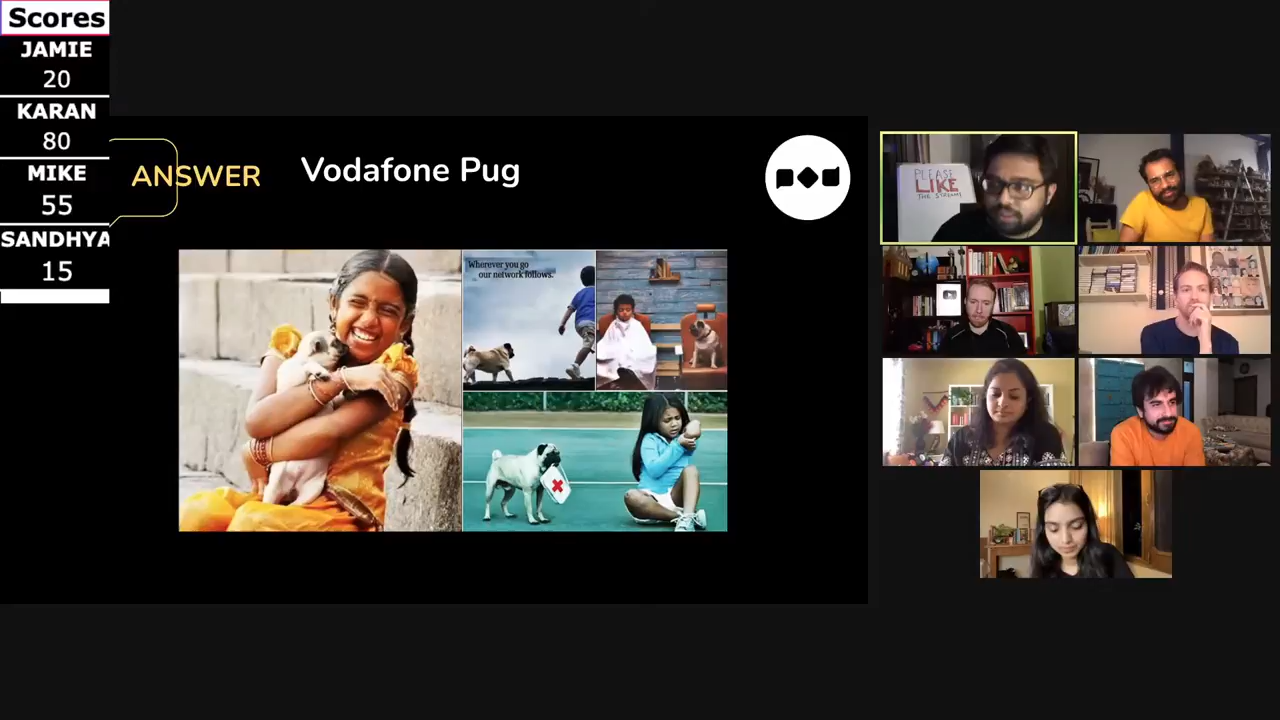 Scores
JAMIE
20
KARAN
80
MIKE
55
SANDHYA
15
ANSWER
Vodafone Pug
Wherever you go
our network follows.
PLEASE
LIKE
THE STREAM